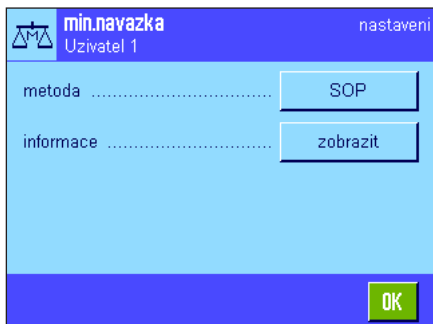 min.navazka
nastaveni
Uzivatel 1
metoda ................................. SOP
informace .............................. zobrazit
OK